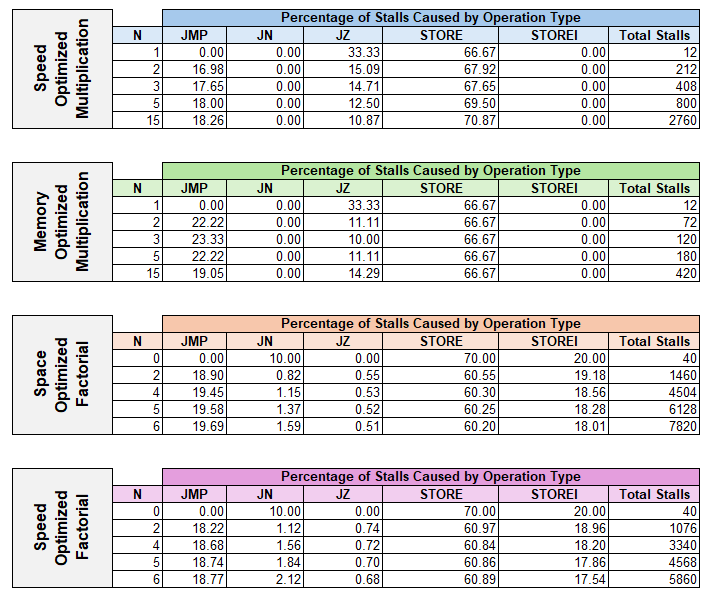 Speed
Optimized
Multiplication
Percentage of Stalls Caused by Operation Type
N JMP JN JZ STORE STOREI Total Stalls
1 0.00 0.00 33.33 66.67 0.00 12
2 16.98 0.00 15.09 67.92 0.00 212
3 17.65 0.00 14.71 67.65 0.00 408
5 18.00 0.00 12.50 69.50 0.00 800
15 18.26 0.00 10.87 70.87 0.00 2760
Memory
Optimized
Multiplication
Percentage of Stalls Caused by Operation Type
N JMP JN JZ STORE STOREI Total Stalls
1 0.00 0.00 33.33 66.67 0.00 12
2 22.22 0.00 11.11 66.67 0.00 72
3 23.33 0.00 10.00 66.67 0.00 120
5 22.22 0.00 11.11 66.67 0.00 180
15 19.05 0.00 14.29 66.67 0.00 420
Space
Optimized
Factorial
Percentage of Stalls Caused by Operation Type
N JMP JN JZ STORE STOREI Total Stalls
0 0.00 10.00 0.00 70.00 20.00 40
2 18.90 0.82 0.55 60.55 19.18 1460
4 19.45 1.15 0.53 60.30 18.56 4504
5 19.58 1.37 0.52 60.25 18.28 6128
6 19.69 1.59 0.51 60.20 18.01 7820
Speed
Optimized
Factorial
Percentage of Stalls Caused by Operation Type
N JMP JN JZ STORE STOREI Total Stalls
0 0.00 10.00 0.00 70.00 20.00 40
2 18.22 1.12 0.74 60.97 18.96 1076
4 18.68 1.56 0.72 60.84 18.20 3340
5 18.74 1.84 0.70 60.86 17.86 4568
6 18.77 2.12 0.68 60.89 17.54 5860